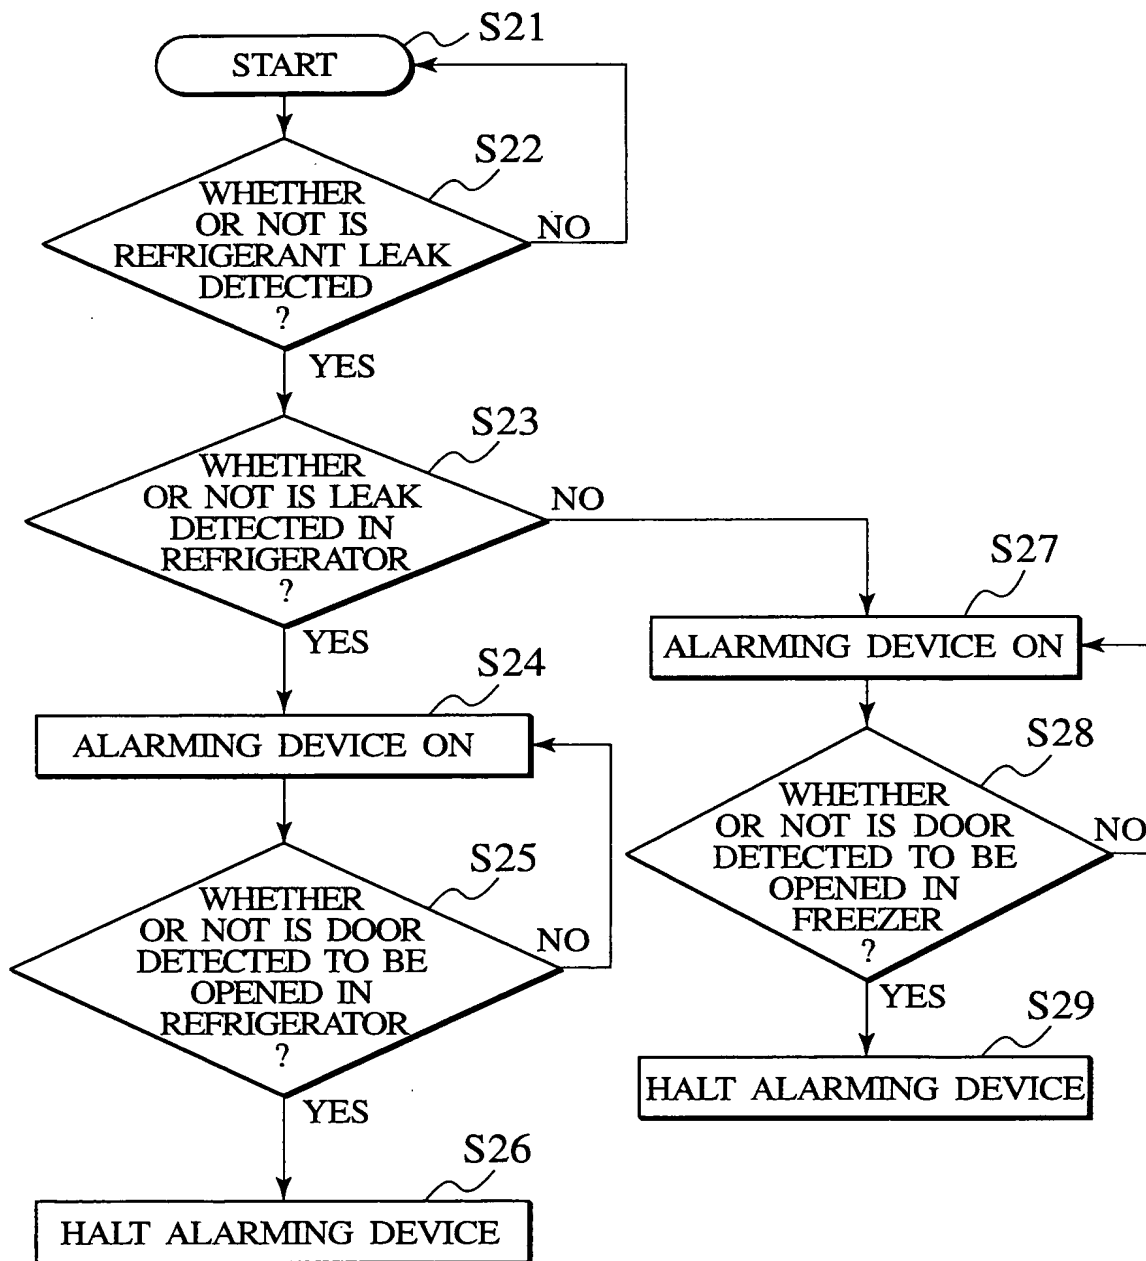 S21
START
S22
WHETHER
OR NOT IS
REFRIGERANT LEAK
DETECTED
?
NO
YES
S23
WHETHER
OR NOT IS LEAK
DETECTED IN
REFRIGERATOR
?
NO
YES
S24
ALARMING DEVICE ON
S25
WHETHER
OR NOT IS DOOR
DETECTED TO BE
OPENED IN
REFRIGERATOR
?
NO
YES
S26
HALT ALARMING DEVICE
S27
ALARMING DEVICE ON
S28
WHETHER
OR NOT IS DOOR
DETECTED TO BE
OPENED IN
FREEZER
?
NO
YES
S29
HALT ALARMING DEVICE